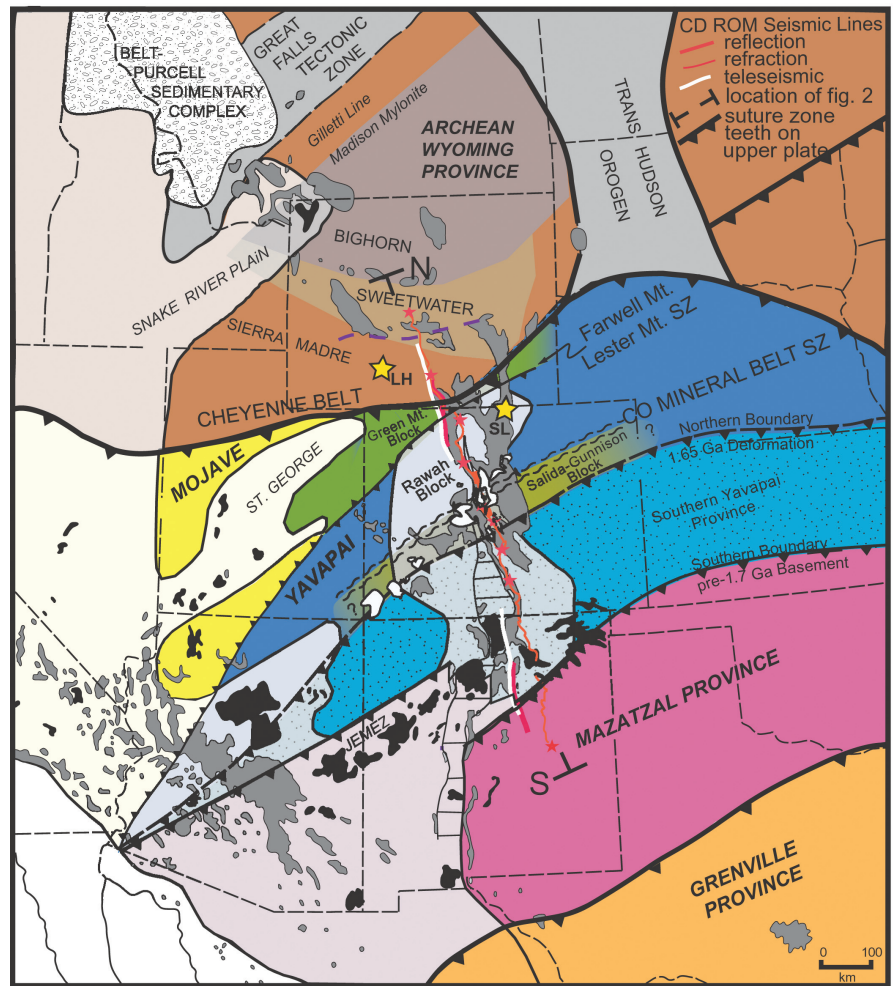 CD ROM Seismic Lines
reflection
refraction
teleseismic
location of fig. 2
suture zone
teeth on
upper plate
BELT-
PURCELL
SEDIMENTARY
COMPLEX
GREAT
FALLS
TECTONIC
ZONE
Gilletti Line
Madison Mylonite
ARCHEAN
WYOMING
PROVINCE
TRANS HUDSON
OROGEN
BIGHORN
N
SNAKE RIVER PLAiN
SWEETWATER
SIERRA MADRE
LH
Farwell Mt.
Lester Mt. SZ
CHEYENNE BELT
SL
CO MINERAL BELT SZ
Green Mt.
Block
MOJAVE
ST. GEORGE
Rawah
Block
Salida-Gunnison
Block
?
Northern Boundary
1.65 Ga Deformation
Southern Yavapai
Province
YAVAPAI
?
Southern Boundary
pre-1.7 Ga Basement
JEMEZ
MAZATZAL PROVINCE
S
GRENVILLE
PROVINCE
0 100
km